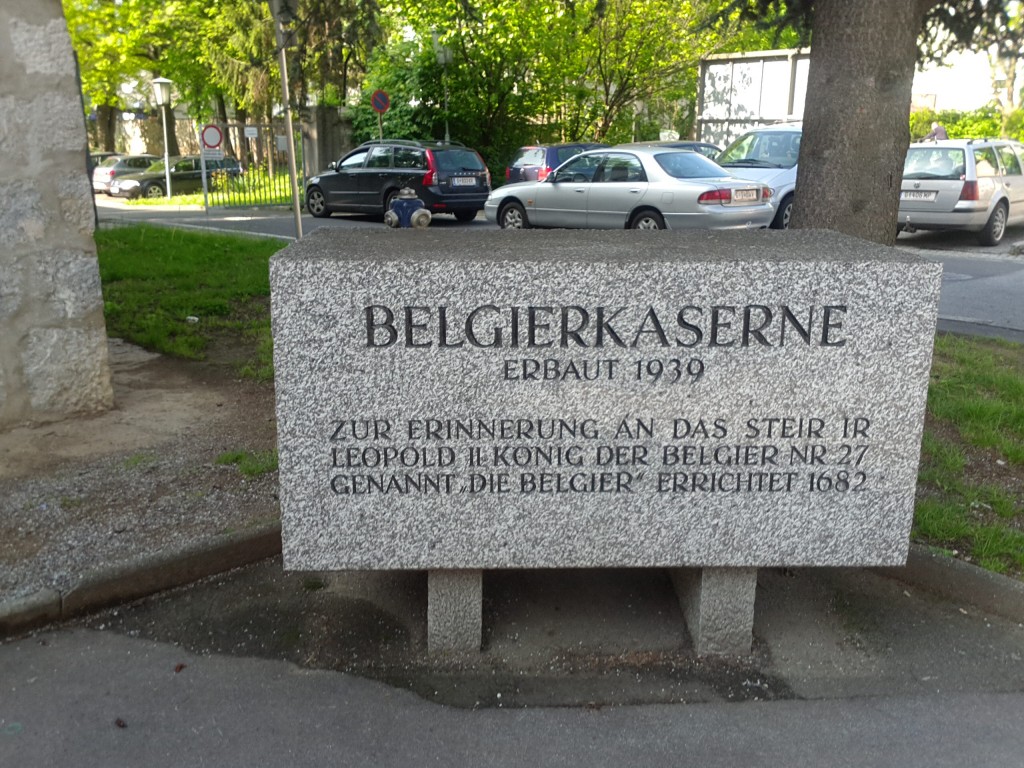 BELGIERKASERNE
ERBAUT 1939
ZUR ERINNERUNG AN DAS STEIR IR
LEOPOLD II. KÖNIG DER BELGIER NR 27
GENANNT „DIE BELGIER" ERRICHTET 1682